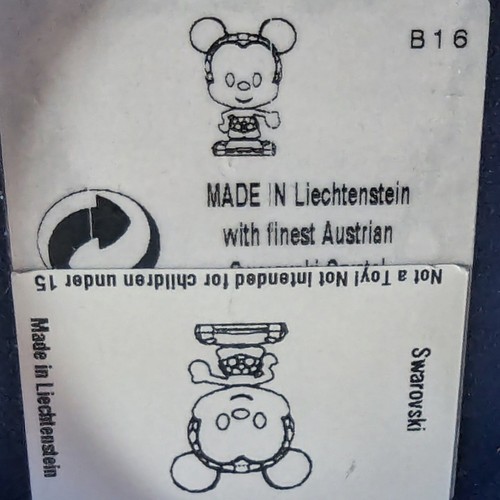 B16
MADE IN Liechtenstein
with finest Austrian
Not a Toy! Not Intended for children under 15
Made in Liechtenstein
Swarovski